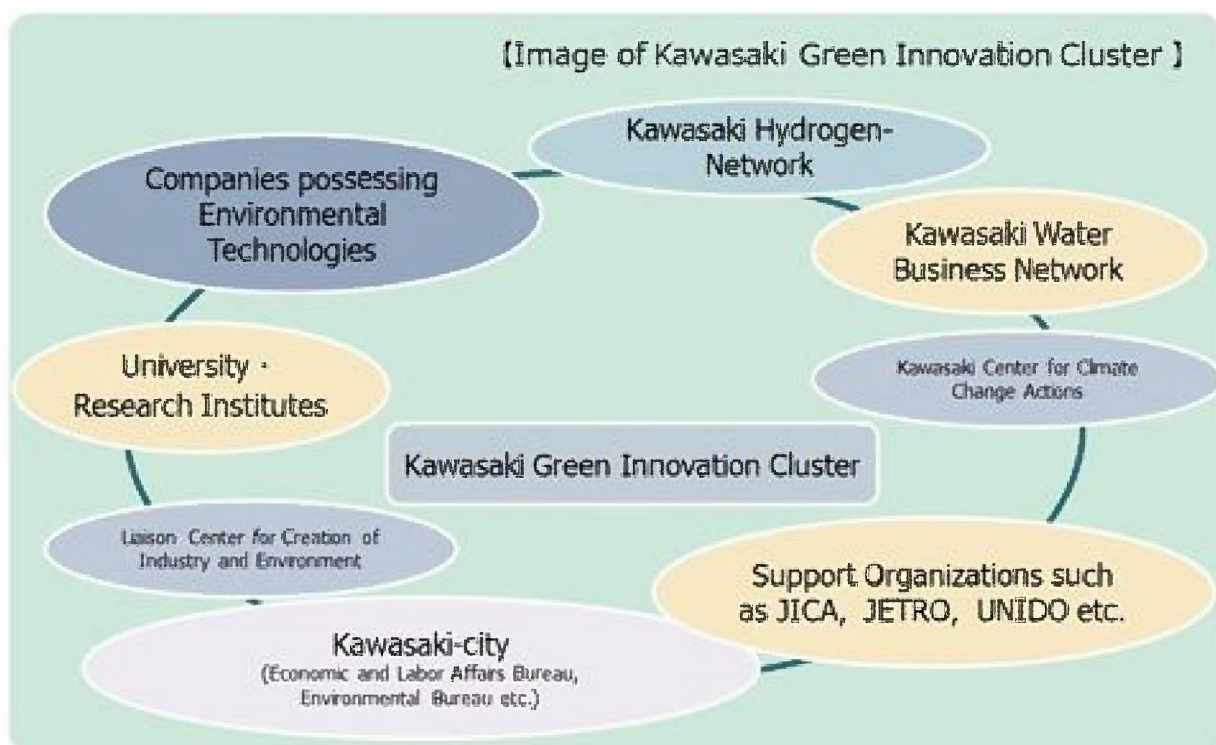 【Image of Kawasaki Green Innovation Cluster】
Kawasaki Hydrogen-
Network
Companies possessing
Environmental
Technologies
Kawasaki Water
Business Network
University・
Research Institutes
Kawasaki Center for Climate
Change Actions
Kawasaki Green Innovation Cluster
Liaison Center for Creation of
Industry and Environment
Support Organizations such
as JICA, JETRO, UNIDO etc.
Kawasaki-city
(Economic and Labor Affairs Bureau,
Environmental Bureau etc.)